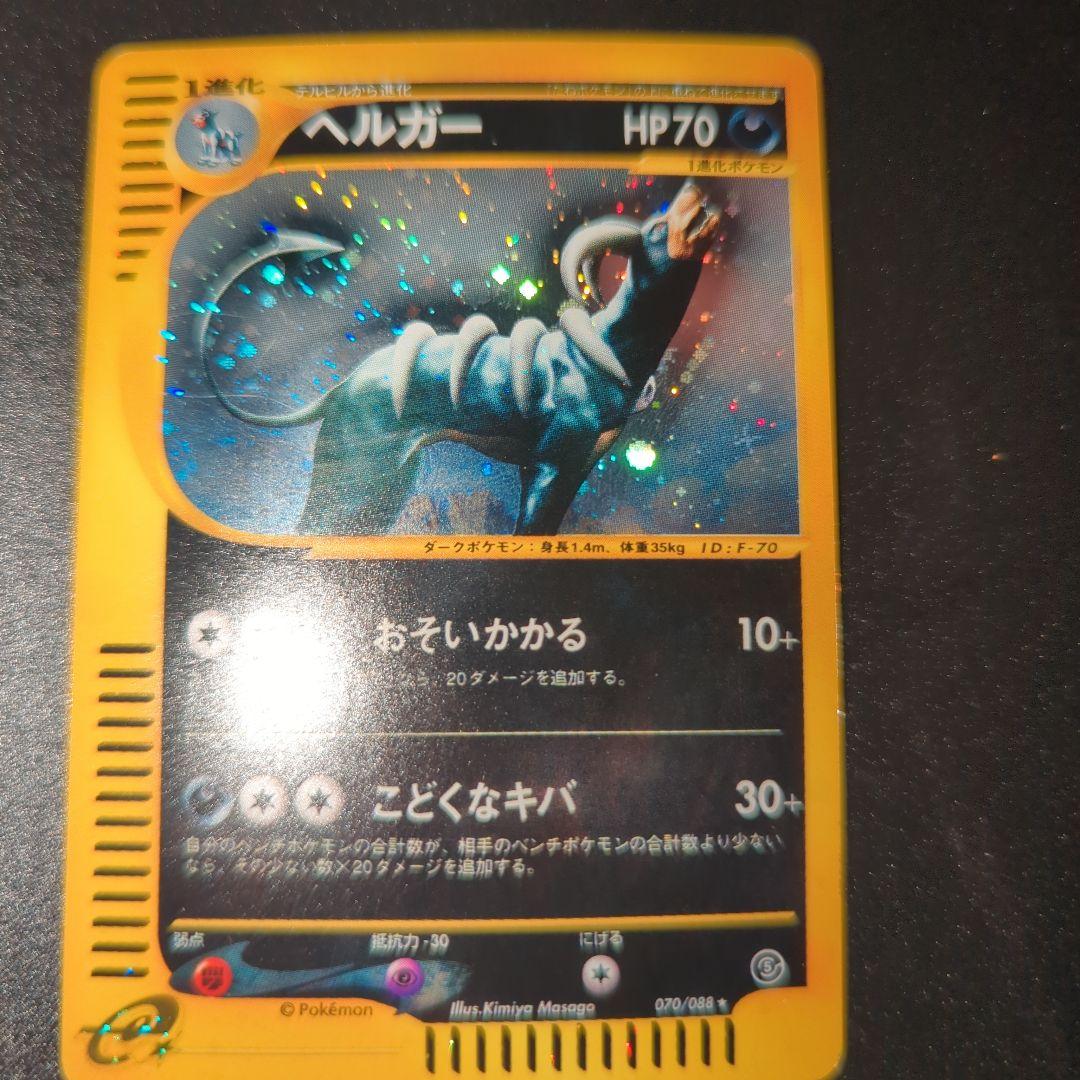 1進化
デルビルから進化
ヘルガー
HP70
1進化ポケモン
ダークポケモン：身長1.4m、体重35kg ID:F-70
おそいかかる 10+
なら、20ダメージを追加する。
こどくなキバ 30+
自分のベンチポケモンの合計数が、相手のベンチポケモンの合計数より少ない
なら、その少ない数×20ダメージを追加する。
弱点 抵抗力-30 にげる
©Pokémon Illus.Kimiya Masago 070/088★